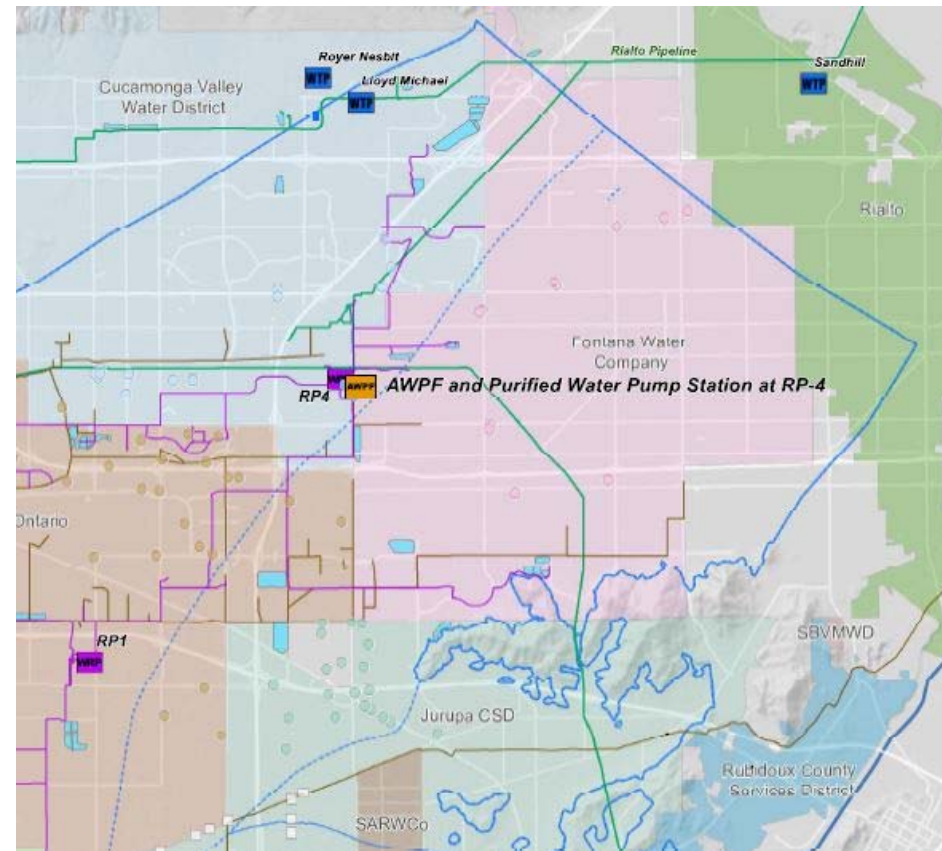 Royer Nesbit
WTP
Lloyd Michael
WTP
Rialto Pipeline
Sandhill
WTP
Cucamonga Valley
Water District
Rialto
Fontana Water
Company
RP4
AWPF
AWPF and Purified Water Pump Station at RP-4
Ontario
RP1
WRP
SBVMWD
Jurupa CSD
Rubidoux County
Services District
SARWCo